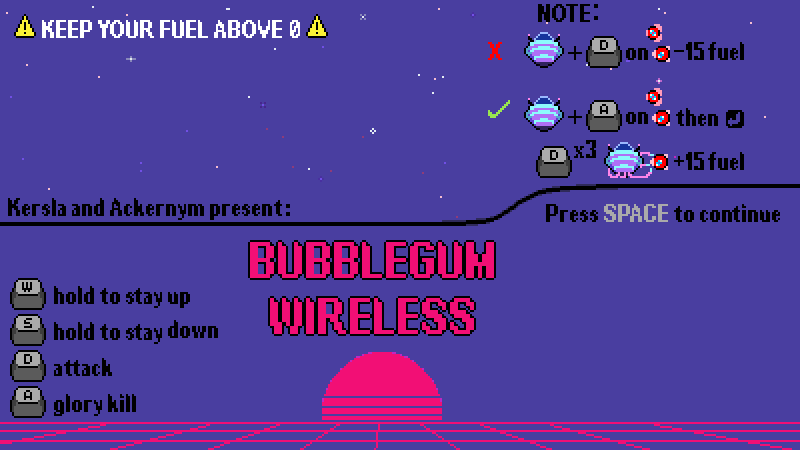 KEEP YOUR FUEL ABOVE 0
NOTE:
X + D on -15 fuel
+ A on then
D x3 +15 fuel
Kersla and Ackernym present:
Press SPACE to continue
BUBBLEGUM
WIRELESS
W hold to stay up
S hold to stay down
D attack
A glory kill